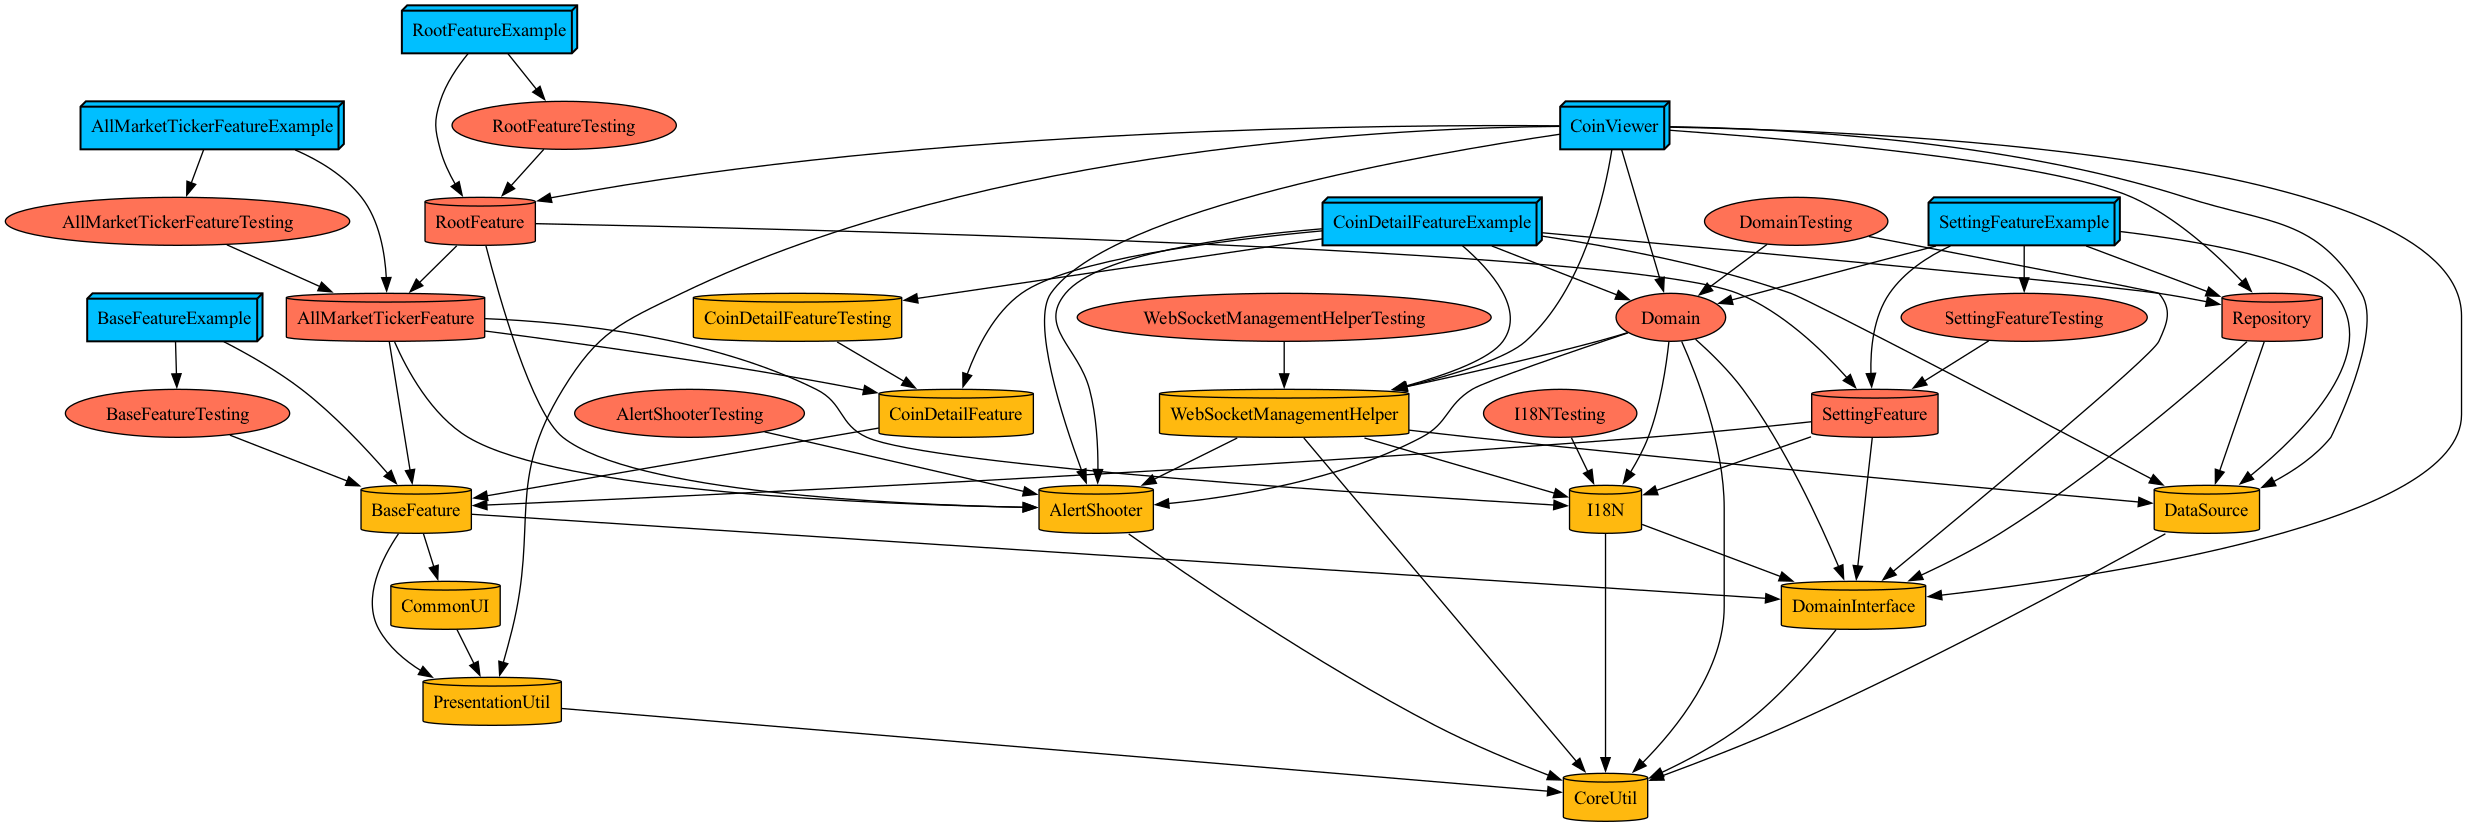 RootFeatureExample
AllMarketTickerFeatureExample
RootFeatureTesting
CoinViewer
AllMarketTickerFeatureTesting
RootFeature
CoinDetailFeatureExample
DomainTesting
SettingFeatureExample
BaseFeatureExample
AllMarketTickerFeature
CoinDetailFeatureTesting
WebSocketManagementHelperTesting
Domain
SettingFeatureTesting
Repository
BaseFeatureTesting
AlertShooterTesting
CoinDetailFeature
WebSocketManagementHelper
I18NTesting
SettingFeature
BaseFeature
AlertShooter
I18N
DataSource
CommonUI
DomainInterface
PresentationUtil
CoreUtil